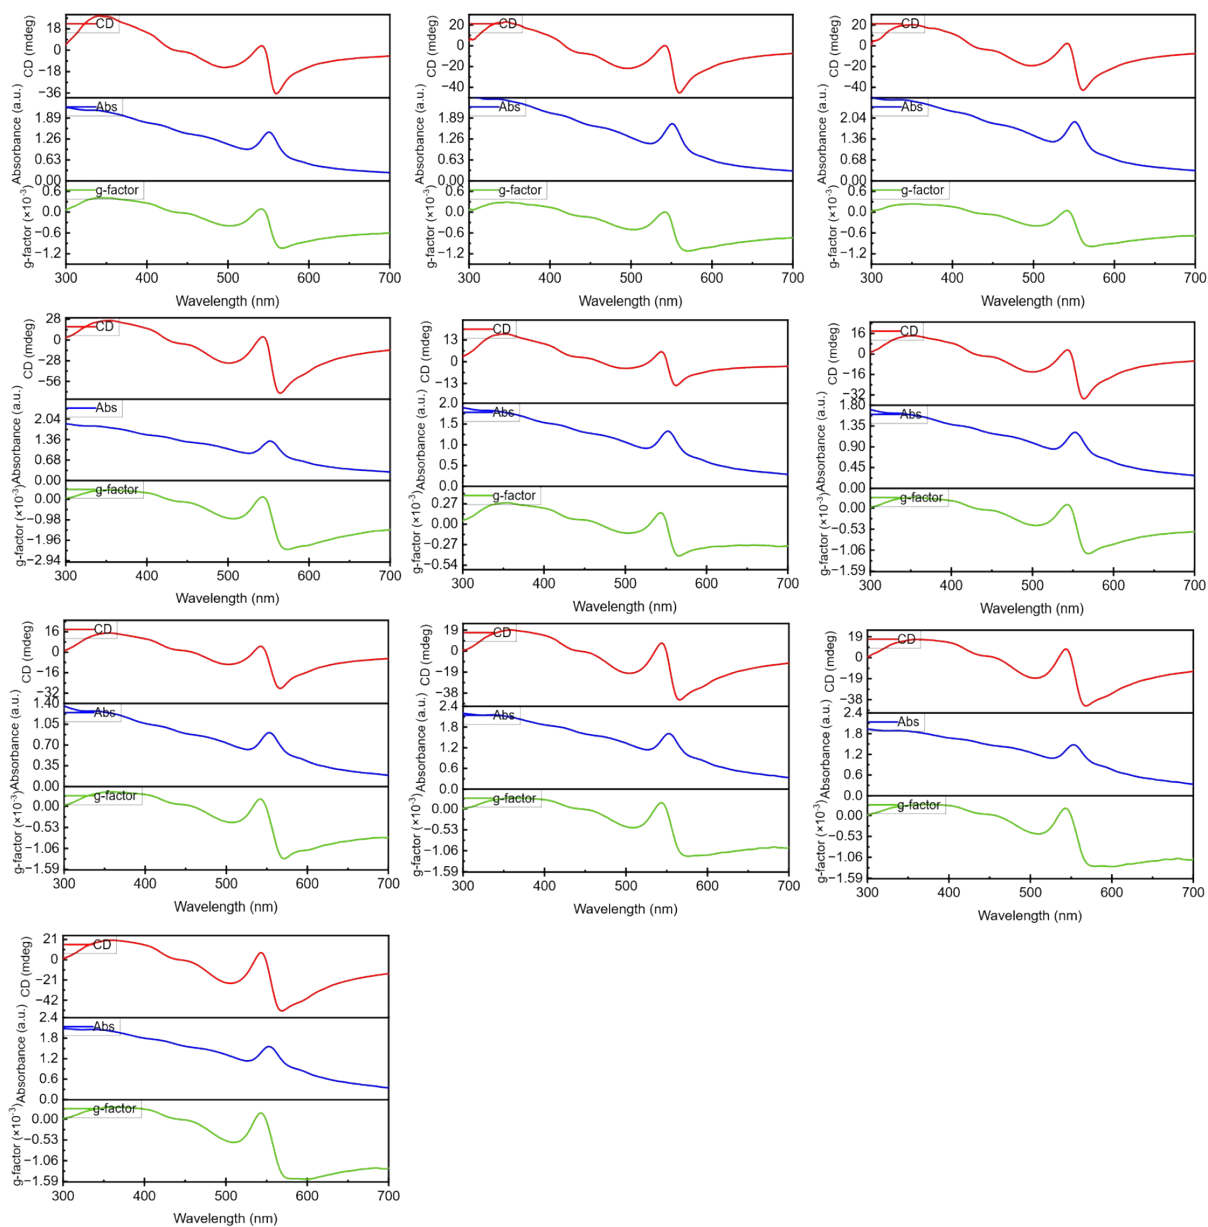 CD (mdeg)
18
0
−18
−36
CD
Absorbance (a.u.)
1.89
1.26
0.63
0.00
Abs
g-factor (×10⁻³)
0.6
0.0
−0.6
−1.2
g-factor
300 400 500 600 700
Wavelength (nm)
CD (mdeg)
20
0
−20
−40
CD
Absorbance (a.u.)
1.89
1.26
0.63
0.00
Abs
g-factor (×10⁻³)
0.6
0.0
−0.6
−1.2
g-factor
300 400 500 600 700
Wavelength (nm)
CD (mdeg)
20
0
−20
−40
CD
Absorbance (a.u.)
2.04
1.36
0.68
0.00
Abs
g-factor (×10⁻³)
0.6
0.0
−0.6
−1.2
g-factor
300 400 500 600 700
Wavelength (nm)
CD (mdeg)
28
0
−28
−56
CD
Absorbance (a.u.)
2.04
1.36
0.68
0.00
Abs
g-factor (×10⁻³)
0.00
−0.98
−1.96
−2.94
g-factor
300 400 500 600 700
Wavelength (nm)
CD (mdeg)
13
0
−13
CD
Absorbance (a.u.)
2.0
1.5
1.0
0.5
0.0
Abs
g-factor (×10⁻³)
0.27
0.00
−0.27
−0.54
g-factor
300 400 500 600 700
Wavelength (nm)
CD (mdeg)
16
0
−16
−32
CD
Absorbance (a.u.)
1.80
1.35
0.90
0.45
0.00
Abs
g-factor (×10⁻³)
0.00
−0.53
−1.06
−1.59
g-factor
300 400 500 600 700
Wavelength (nm)
CD (mdeg)
16
0
−16
−32
CD
Absorbance (a.u.)
1.40
1.05
0.70
0.35
0.00
Abs
g-factor (×10⁻³)
0.00
−0.53
−1.06
−1.59
g-factor
300 400 500 600 700
Wavelength (nm)
CD (mdeg)
19
0
−19
−38
CD
Absorbance (a.u.)
2.4
1.8
1.2
0.6
0.0
Abs
g-factor (×10⁻³)
0.00
−0.53
−1.06
−1.59
g-factor
300 400 500 600 700
Wavelength (nm)
CD (mdeg)
19
0
−19
−38
CD
Absorbance (a.u.)
2.4
1.8
1.2
0.6
0.0
Abs
g-factor (×10⁻³)
0.00
−0.53
−1.06
−1.59
g-factor
300 400 500 600 700
Wavelength (nm)
CD (mdeg)
21
0
−21
−42
CD
Absorbance (a.u.)
2.4
1.8
1.2
0.6
0.0
Abs
g-factor (×10⁻³)
0.00
−0.53
−1.06
−1.59
g-factor
300 400 500 600 700
Wavelength (nm)